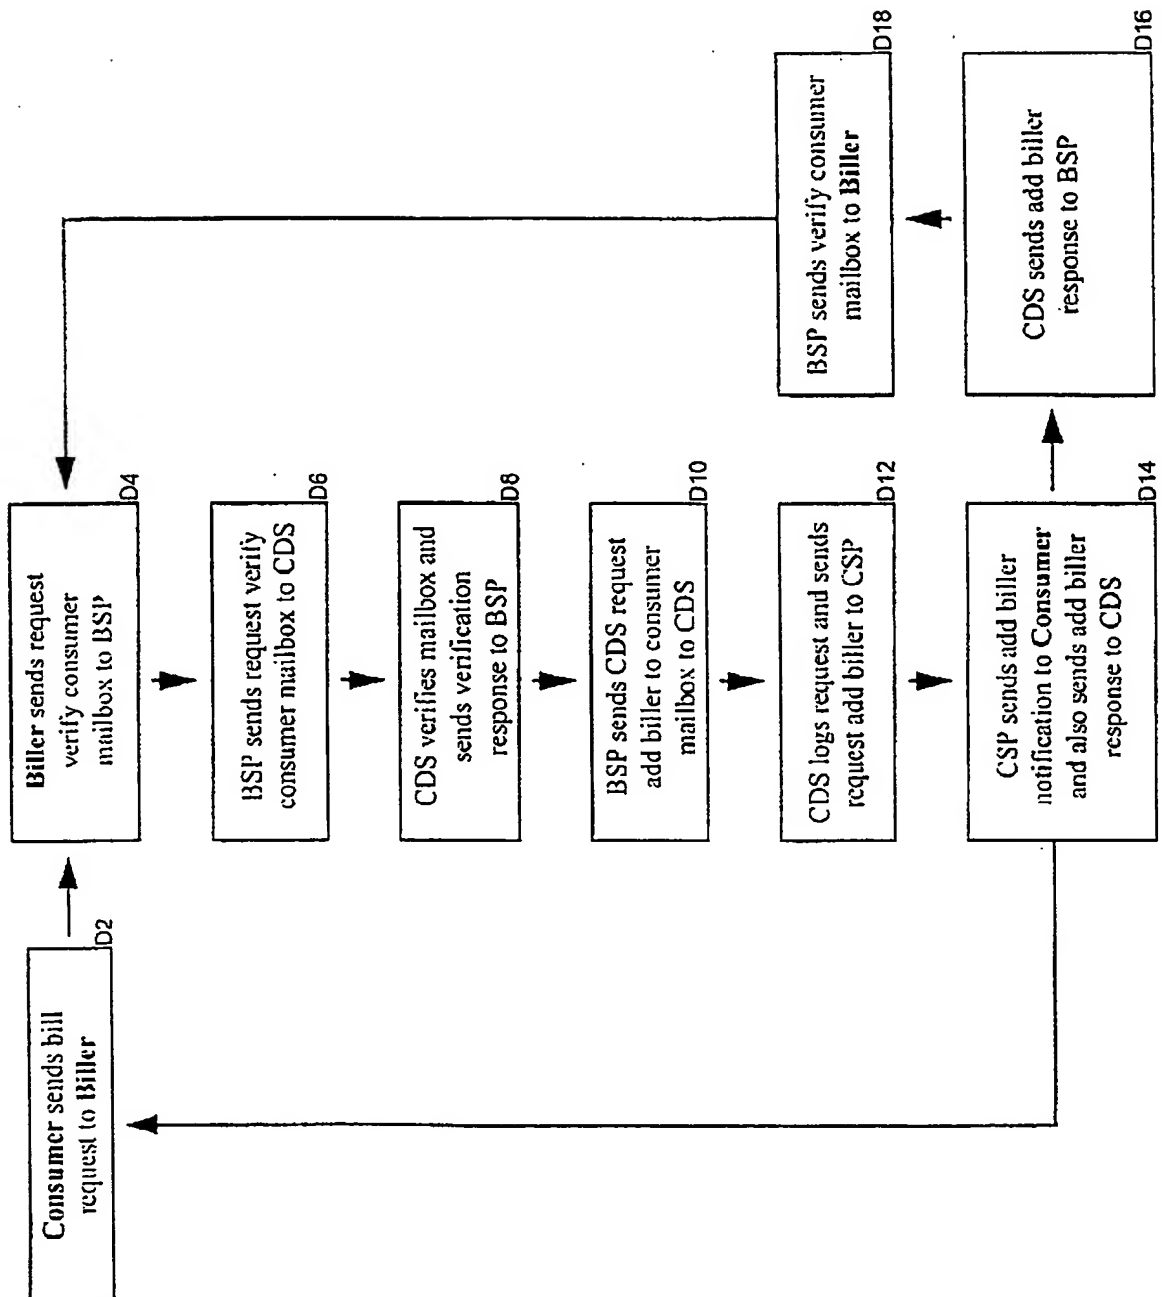 Consumer sends bill
request to Biller
D2
Biller sends request
verify consumer
mailbox to BSP
D4
BSP sends request verify
consumer mailbox to CDS
D6
CDS verifies mailbox and
sends verification
response to BSP
D8
BSP sends CDS request
add biller to consumer
mailbox to CDS
D10
CDS logs request and sends
request add biller to CSP
D12
CSP sends add biller
notification to Consumer
and also sends add biller
response to CDS
D14
CDS sends add biller
response to BSP
D16
BSP sends verify consumer
mailbox to Biller
D18